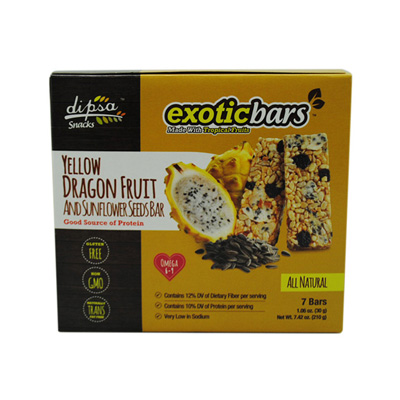 dipsa
Snacks
exoticbars™
Made With Tropical Fruits
YELLOW
DRAGON FRUIT
AND SUNFLOWER SEEDS BAR
Good Source of Protein
GLUTEN
FREE
NON
GMO
TRANS
FAT FREE
OMEGA
6-9
ALL NATURAL
Contains 12% DV of Dietary Fiber per serving
Contains 10% DV of Protein per serving
Very Low in Sodium
7 Bars
1.06 oz. (30 g)
Net Wt. 7.42 oz. (210 g)